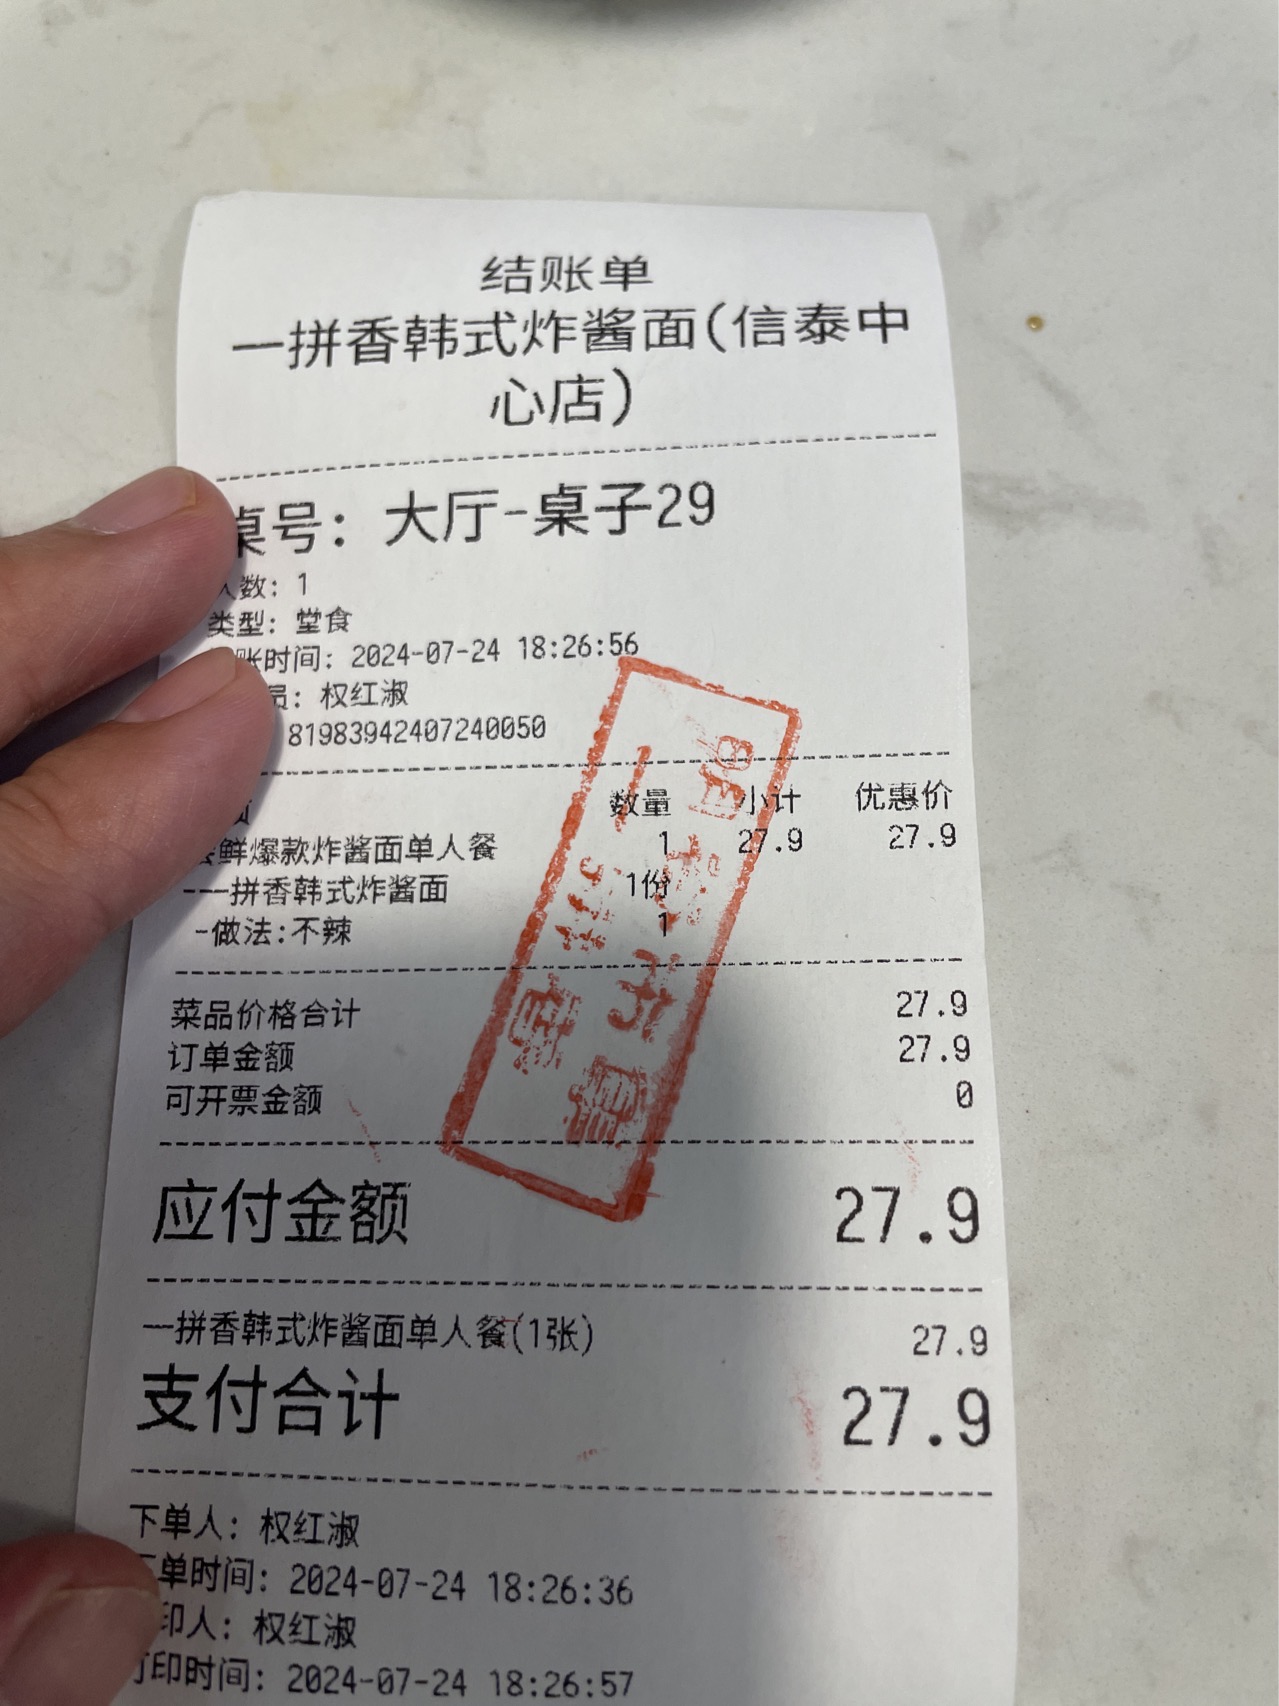 结账单
一拼香韩式炸酱面(信泰中
心店)
桌号: 大厅-桌子29
人数: 1
类型: 堂食
账时间: 2024-07-24 18:26:56
员: 权红淑
81983942407240050
数量 小计 优惠价
尝鲜爆款炸酱面单人餐 1 27.9 27.9
---拼香韩式炸酱面 1份
-做法:不辣 1
菜品价格合计 27.9
订单金额 27.9
可开票金额 0
应付金额 27.9
一拼香韩式炸酱面单人餐(1张) 27.9
支付合计 27.9
下单人: 权红淑
下单时间: 2024-07-24 18:26:36
印人: 权红淑
打印时间: 2024-07-24 18:26:57